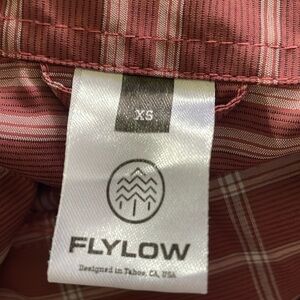 XS
FLYLOW
Designed in Tahoe, CA, USA